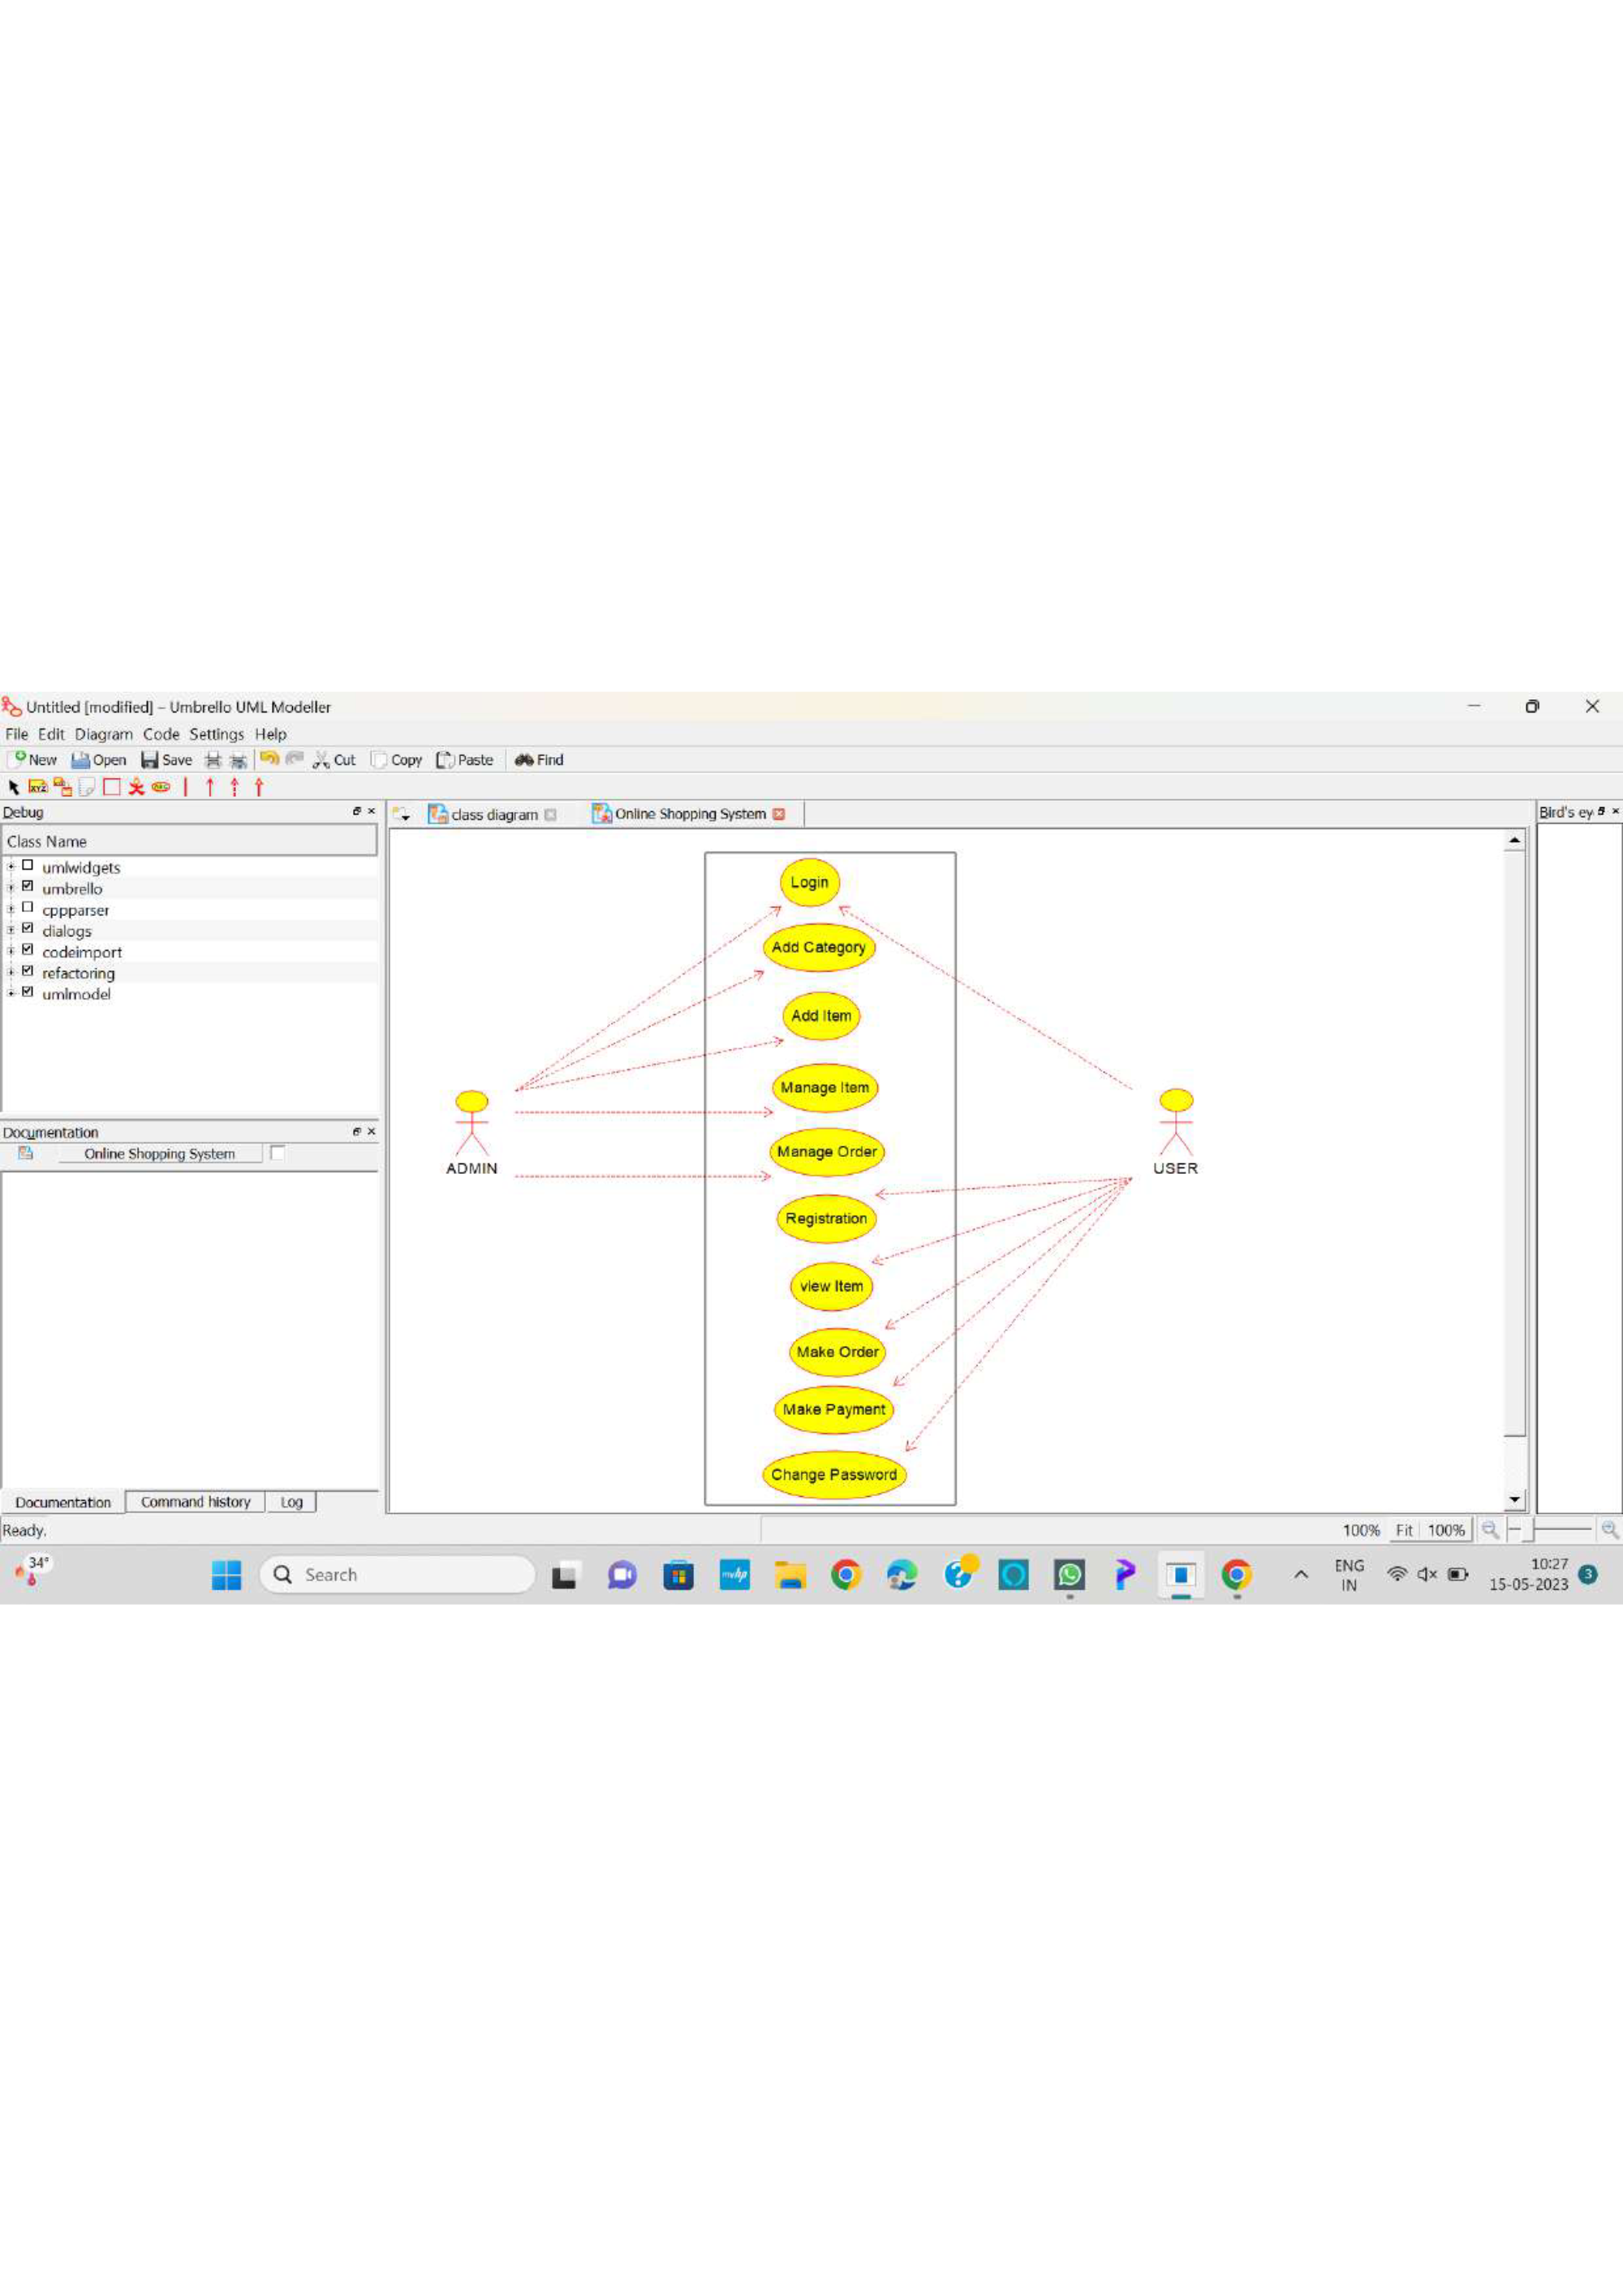 Untitled [modified] – Umbrello UML Modeller
File Edit Diagram Code Settings Help
New Open Save Cut Copy Paste Find
Debug
class diagram
Online Shopping System
Bird's ey
Class Name
umlwidgets
umbrello
cppparser
dialogs
codeimport
refactoring
umlmodel
Documentation
Online Shopping System
Login
Add Category
Add Item
Manage Item
Manage Order
Registration
view Item
Make Order
Make Payment
Change Password
ADMIN
USER
Documentation Command history Log
Ready.
100% Fit 100%
34°
Search
myhp
ENG
IN
10:27
15-05-2023
3